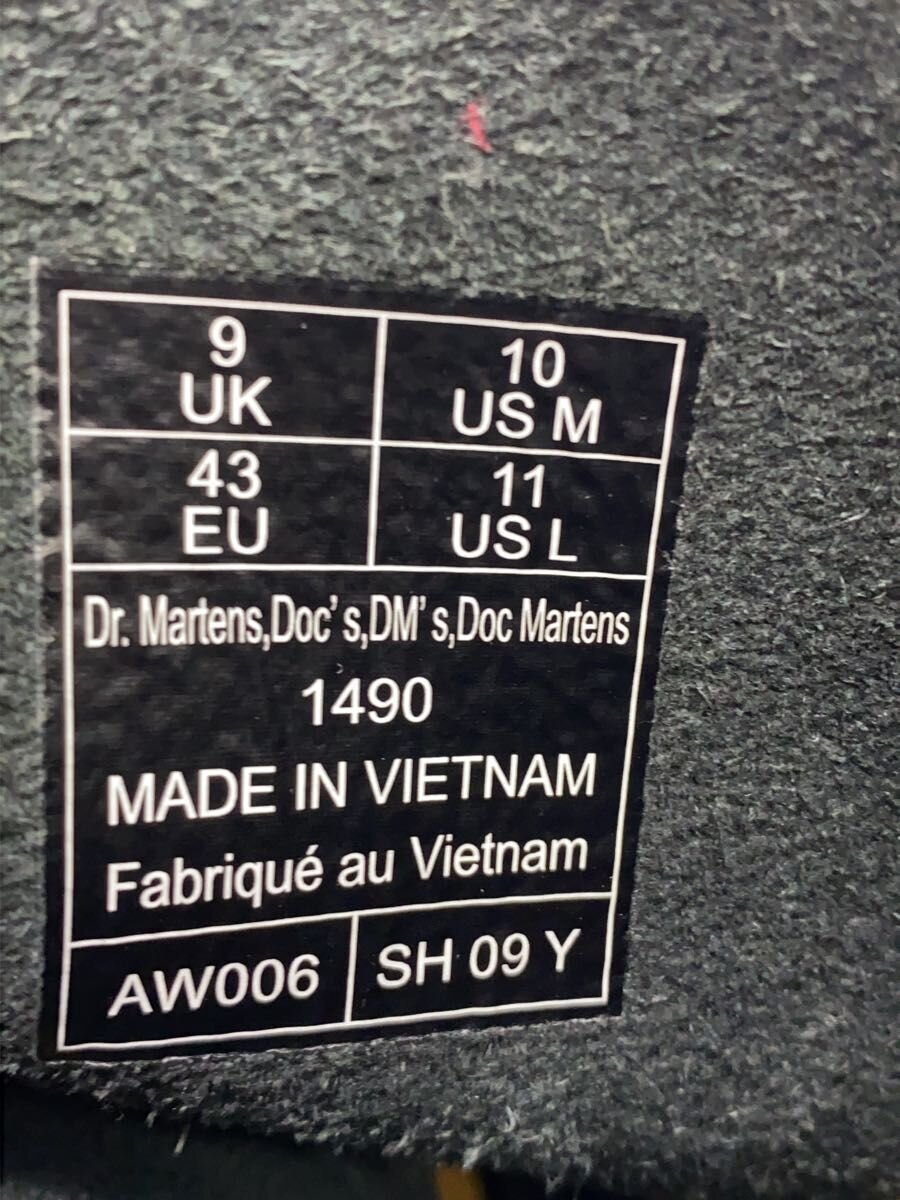 9
UK
10
US M
43
EU
11
US L
Dr. Martens,Doc's,DM's,Doc Martens
1490
MADE IN VIETNAM
Fabriqué au Vietnam
AW006
SH 09 Y